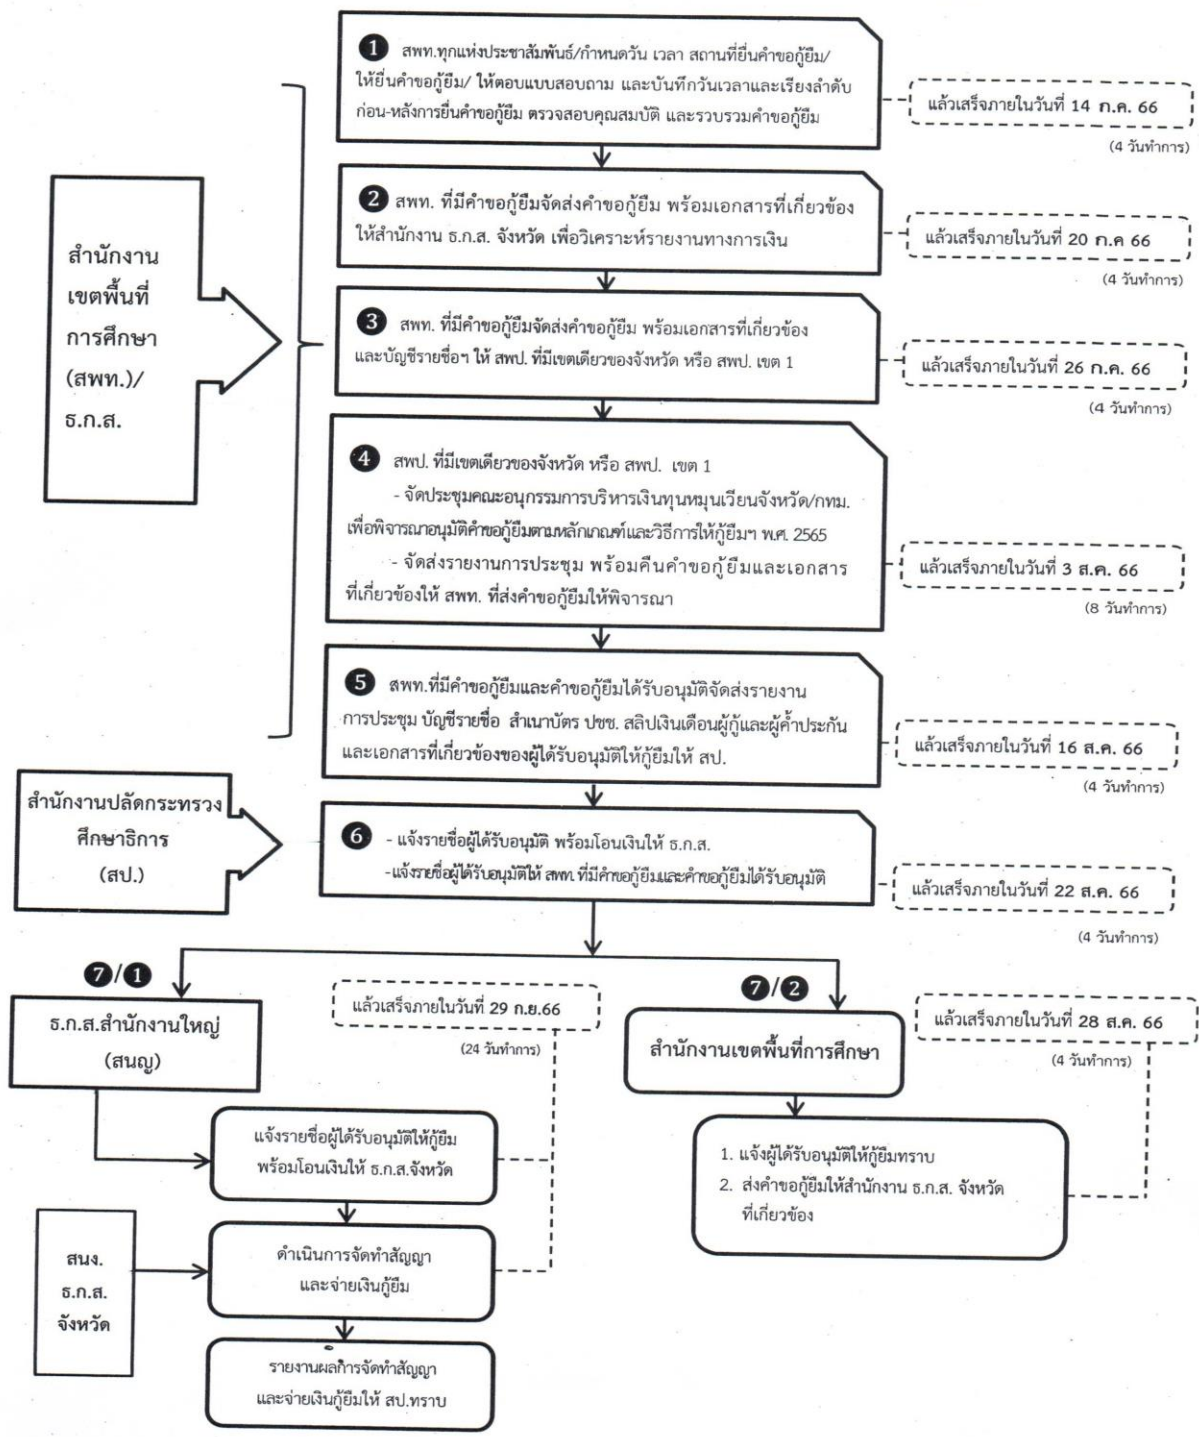 ❶ สพท.ทุกแห่งประชาสัมพันธ์/กำหนดวัน เวลา สถานที่ยื่นคำขอกู้ยืม/
ให้ยื่นคำขอกู้ยืม/ ให้ตอบแบบสอบถาม และบันทึกวันเวลาและเรียงลำดับ
ก่อน-หลังการยื่นคำขอกู้ยืม ตรวจสอบคุณสมบัติ และรวบรวมคำขอกู้ยืม
แล้วเสร็จภายในวันที่ 14 ก.ค. 66
(4 วันทำการ)
❷ สพท. ที่มีคำขอกู้ยืมจัดส่งคำขอกู้ยืม พร้อมเอกสารที่เกี่ยวข้อง
ให้สำนักงาน ธ.ก.ส. จังหวัด เพื่อวิเคราะห์รายงานทางการเงิน
แล้วเสร็จภายในวันที่ 20 ก.ค 66
(4 วันทำการ)
สำนักงาน
เขตพื้นที่
การศึกษา
(สพท.)/
ธ.ก.ส.
❸ สพท. ที่มีคำขอกู้ยืมจัดส่งคำขอกู้ยืม พร้อมเอกสารที่เกี่ยวข้อง
และบัญชีรายชื่อฯ ให้ สพป. ที่มีเขตเดียวของจังหวัด หรือ สพป. เขต 1
แล้วเสร็จภายในวันที่ 26 ก.ค. 66
(4 วันทำการ)
❹ สพป. ที่มีเขตเดียวของจังหวัด หรือ สพป. เขต 1
- จัดประชุมคณะอนุกรรมการบริหารเงินทุนหมุนเวียนจังหวัด/กทม.
เพื่อพิจารณาอนุมัติคำขอกู้ยืมตามหลักเกณฑ์และวิธีการให้กู้ยืมฯ พ.ศ. 2565
- จัดส่งรายงานการประชุม พร้อมคืนคำขอกู้ยืมและเอกสาร
ที่เกี่ยวข้องให้ สพท. ที่ส่งคำขอกู้ยืมให้พิจารณา
แล้วเสร็จภายในวันที่ 3 ส.ค. 66
(8 วันทำการ)
❺ สพท.ที่มีคำขอกู้ยืมและคำขอกู้ยืมได้รับอนุมัติจัดส่งรายงาน
การประชุม บัญชีรายชื่อ สำเนาบัตร ปชช. สลิปเงินเดือนผู้กู้และผู้ค้ำประกัน
และเอกสารที่เกี่ยวข้องของผู้ได้รับอนุมัติให้กู้ยืมให้ สป.
แล้วเสร็จภายในวันที่ 16 ส.ค. 66
(4 วันทำการ)
สำนักงานปลัดกระทรวง
ศึกษาธิการ
(สป.)
❻ - แจ้งรายชื่อผู้ได้รับอนุมัติ พร้อมโอนเงินให้ ธ.ก.ส.
-แจ้งรายชื่อผู้ได้รับอนุมัติให้ สพท. ที่มีคำขอกู้ยืมและคำขอกู้ยืมได้รับอนุมัติ
แล้วเสร็จภายในวันที่ 22 ส.ค. 66
(4 วันทำการ)
❼/❶
ธ.ก.ส.สำนักงานใหญ่
(สนญ)
แล้วเสร็จภายในวันที่ 29 ก.ย.66
(24 วันทำการ)
❼/❷
สำนักงานเขตพื้นที่การศึกษา
แล้วเสร็จภายในวันที่ 28 ส.ค. 66
(4 วันทำการ)
แจ้งรายชื่อผู้ได้รับอนุมัติให้กู้ยืม
พร้อมโอนเงินให้ ธ.ก.ส.จังหวัด
1. แจ้งผู้ได้รับอนุมัติให้กู้ยืมทราบ
2. ส่งคำขอกู้ยืมให้สำนักงาน ธ.ก.ส. จังหวัด
ที่เกี่ยวข้อง
สนง.
ธ.ก.ส.
จังหวัด
ดำเนินการจัดทำสัญญา
และจ่ายเงินกู้ยืม
รายงานผลการจัดทำสัญญา
และจ่ายเงินกู้ยืมให้ สป.ทราบ